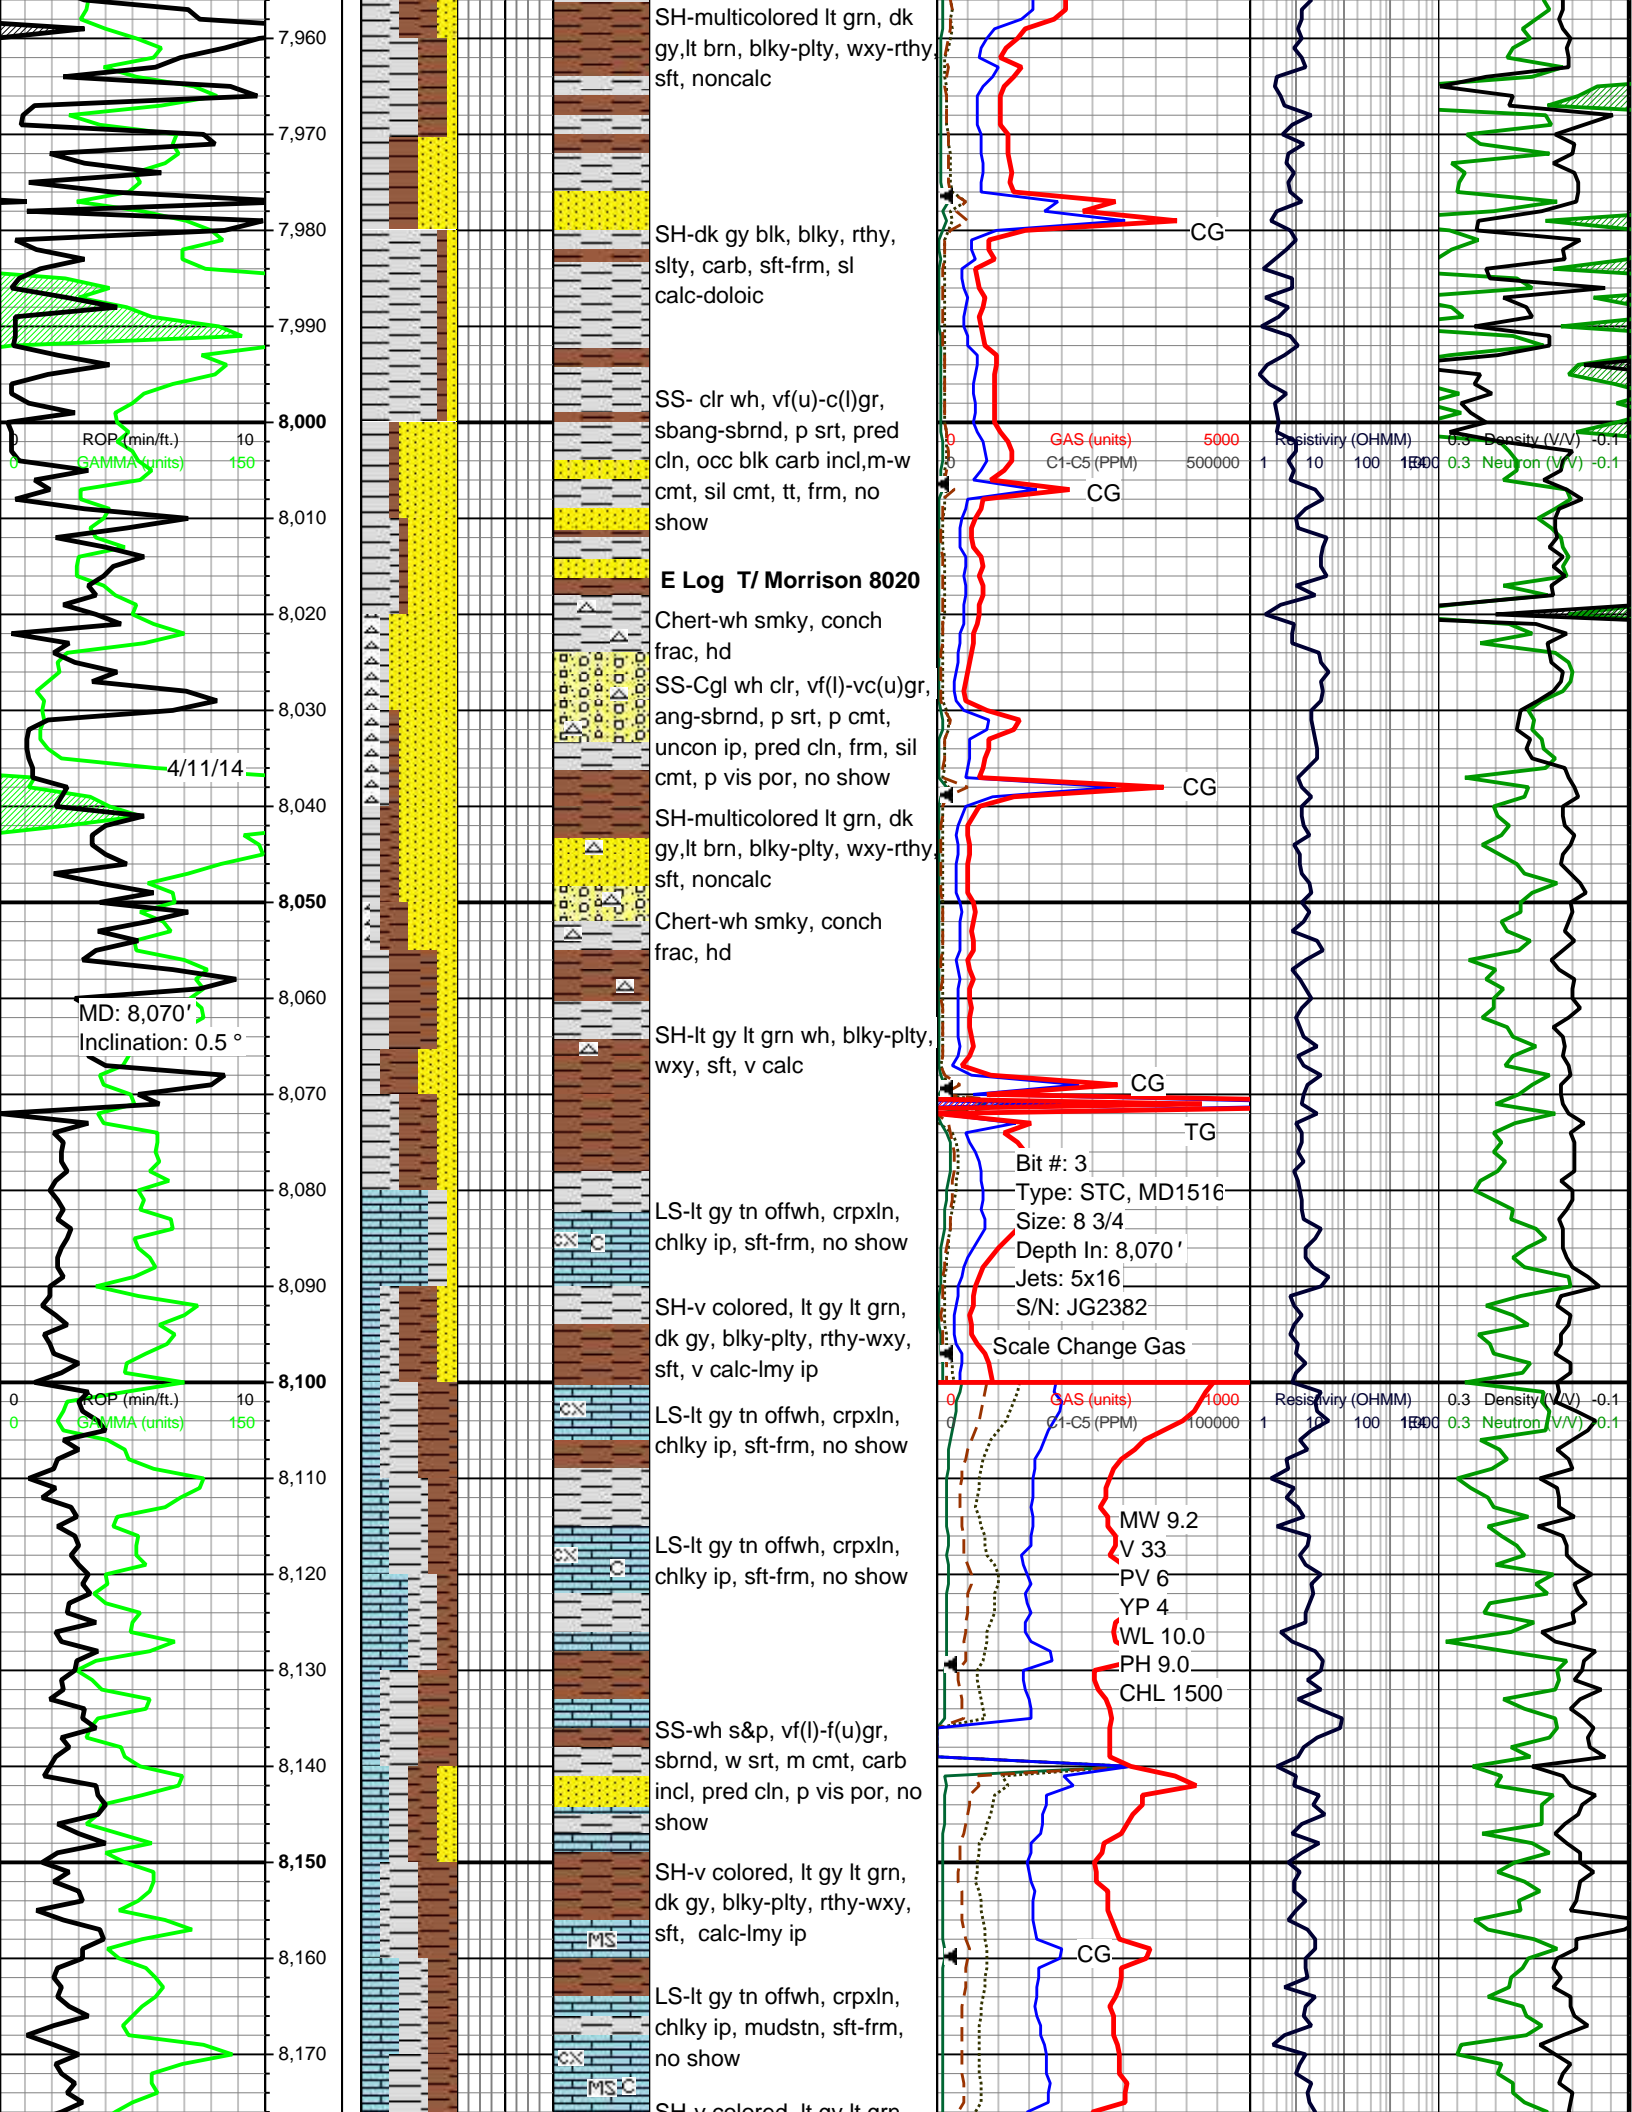 SH-multicolored lt grn, dk
gy,lt brn, blky-plty, wxy-rthy,
sft, noncalc
7,960
7,970
7,980
CG
SH-dk gy blk, blky, rthy,
slty, carb, sft-frm, sl
calc-doloic
7,990
SS- clr wh, vf(u)-c(l)gr,
sbang-sbrnd, p srt, pred
cln, occ blk carb incl,m-w
cmt, sil cmt, tt, frm, no
show
8,000
0 ROP (min/ft.) 10
0 GAMMA (units) 150
0 GAS (units) 5000
0 C1-C5 (PPM) 500000
Resistiviry (OHMM)
1 10 100 1000
0.3 Density (V/V) -0.1
0.3 Neutron (V/V) -0.1
CG
8,010
E Log T/ Morrison 8020
8,020
Chert-wh smky, conch
frac, hd
SS-Cgl wh clr, vf(l)-vc(u)gr,
ang-sbrnd, p srt, p cmt,
uncon ip, pred cln, frm, sil
cmt, p vis por, no show
8,030
4/11/14
CG
8,040
SH-multicolored lt grn, dk
gy,lt brn, blky-plty, wxy-rthy,
sft, noncalc
8,050
Chert-wh smky, conch
frac, hd
8,060
MD: 8,070'
Inclination: 0.5 °
SH-lt gy lt grn wh, blky-plty,
wxy, sft, v calc
8,070
CG
TG
Bit #: 3
Type: STC, MD1516
Size: 8 3/4
Depth In: 8,070'
Jets: 5x16
S/N: JG2382
8,080
LS-lt gy tn offwh, crpxln,
chlky ip, sft-frm, no show
CX C
8,090
SH-v colored, lt gy lt grn,
dk gy, blky-plty, rthy-wxy,
sft, v calc-lmy ip
Scale Change Gas
8,100
0 ROP (min/ft.) 10
0 GAMMA (units) 150
0 GAS (units) 1000
0 C1-C5 (PPM) 100000
Resistiviry (OHMM)
1 10 100 1000
0.3 Density (V/V) -0.1
0.3 Neutron (V/V) -0.1
CX
LS-lt gy tn offwh, crpxln,
chlky ip, sft-frm, no show
8,110
MW 9.2
V 33
PV 6
YP 4
WL 10.0
PH 9.0
CHL 1500
LS-lt gy tn offwh, crpxln,
chlky ip, sft-frm, no show
CX C
8,120
8,130
SS-wh s&p, vf(l)-f(u)gr,
sbrnd, w srt, m cmt, carb
incl, pred cln, p vis por, no
show
8,140
8,150
SH-v colored, lt gy lt grn,
dk gy, blky-plty, rthy-wxy,
sft, calc-lmy ip
MS
CG
8,160
LS-lt gy tn offwh, crpxln,
chlky ip, mudstn, sft-frm,
no show
8,170
CX
MS C
SH-v colored, lt gy lt grn,